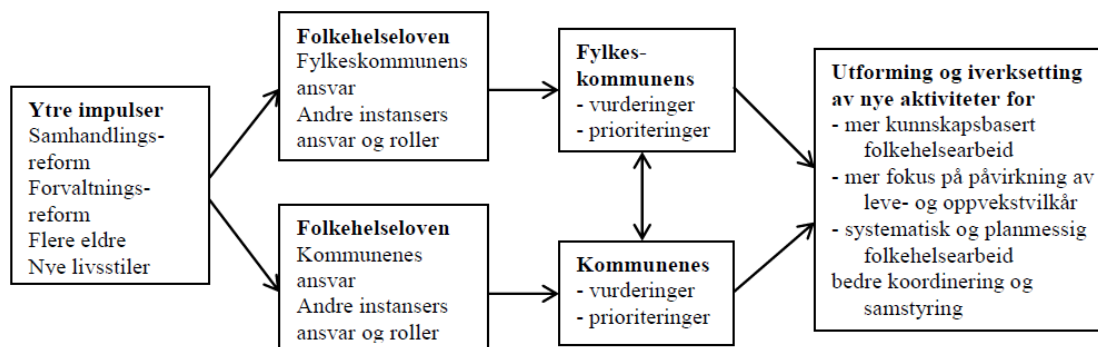 Ytre impulser
Samhandlings-
reform
Forvaltnings-
reform
Flere eldre
Nye livsstiler
Folkehelseloven
Fylkeskommunens
ansvar
Andre instansers
ansvar og roller
Folkehelseloven
Kommunenes
ansvar
Andre instansers
ansvar og roller
Fylkes-
kommunens
- vurderinger
- prioriteringer
Kommunenes
- vurderinger
- prioriteringer
Utforming og iverksetting
av nye aktiviteter for
- mer kunnskapsbasert
folkehelsearbeid
- mer fokus på påvirkning av
leve- og oppvekstvilkår
- systematisk og planmessig
folkehelsearbeid
bedre koordinering og
samstyring